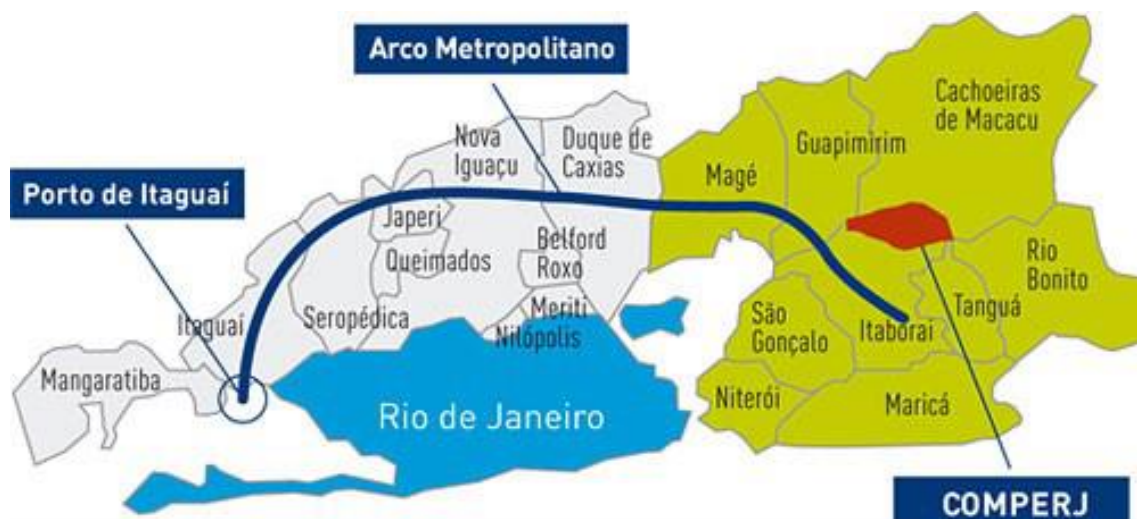 Arco Metropolitano
Cachoeiras
de Macacu
Nova
Iguaçu
Duque de
Caxias
Guapimirim
Magé
Porto de Itaguaí
Japeri
Belford
Roxo
Queimados
Rio
Bonito
Itaguaí
Seropédica
Meriti
Nilópolis
São
Gonçalo
Itaboraí
Tanguá
Mangaratiba
Rio de Janeiro
Niterói
Maricá
COMPERJ